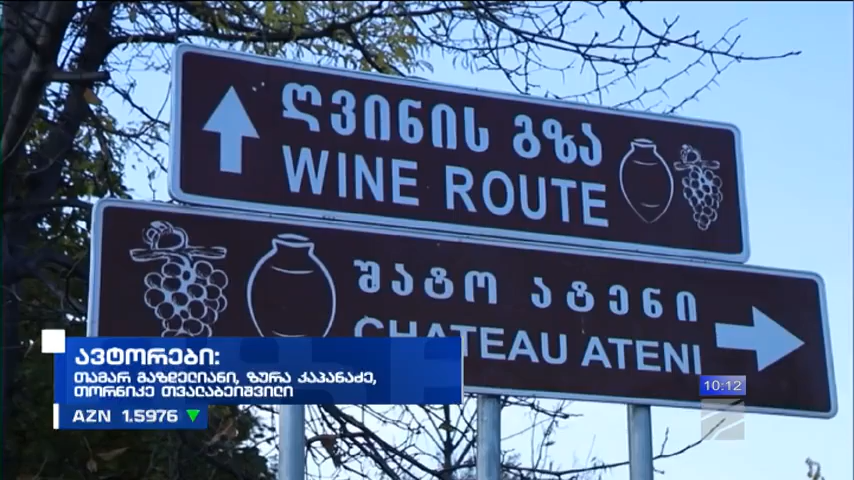 ღვინის გზა
WINE ROUTE
შატო ატენი
CHATEAU ATENI
ავტორები:
თამარ გაზდელიანი, ზურა კაპანაძე,
თორნიკე თვალაბეიშვილი
AZN 1.5976
10:12